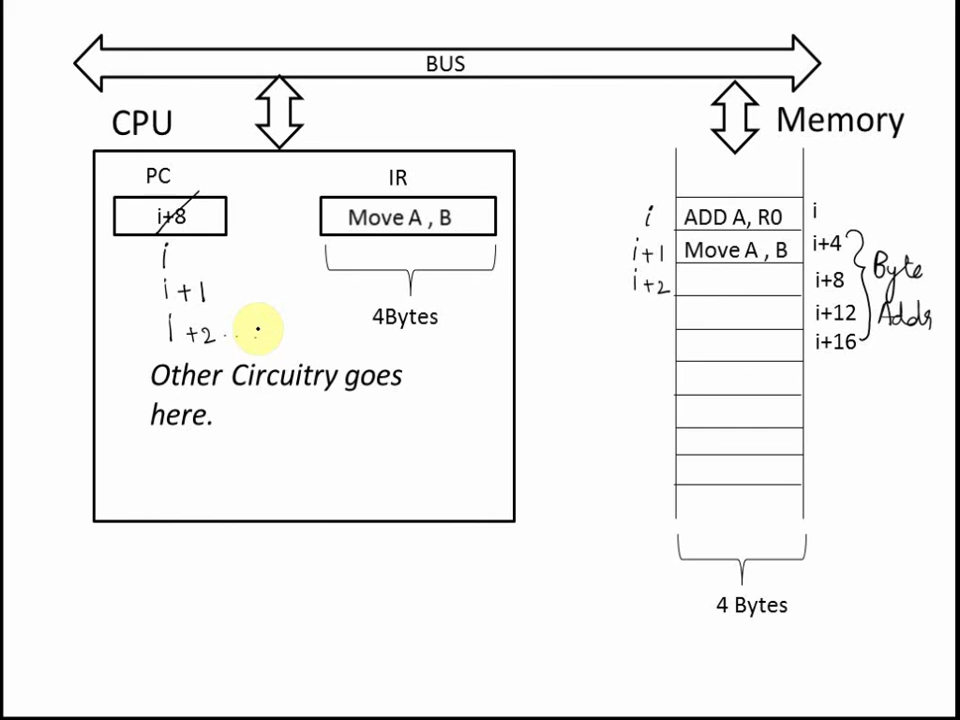 BUS
CPU
Memory
PC
IR
i+8
Move A , B
i
i+1
i+2 . . .
4Bytes
Other Circuitry goes
here.
i ADD A, R0 i
i+1 Move A , B i+4
i+2 i+8
i+12
i+16
Byte
Addr
4 Bytes